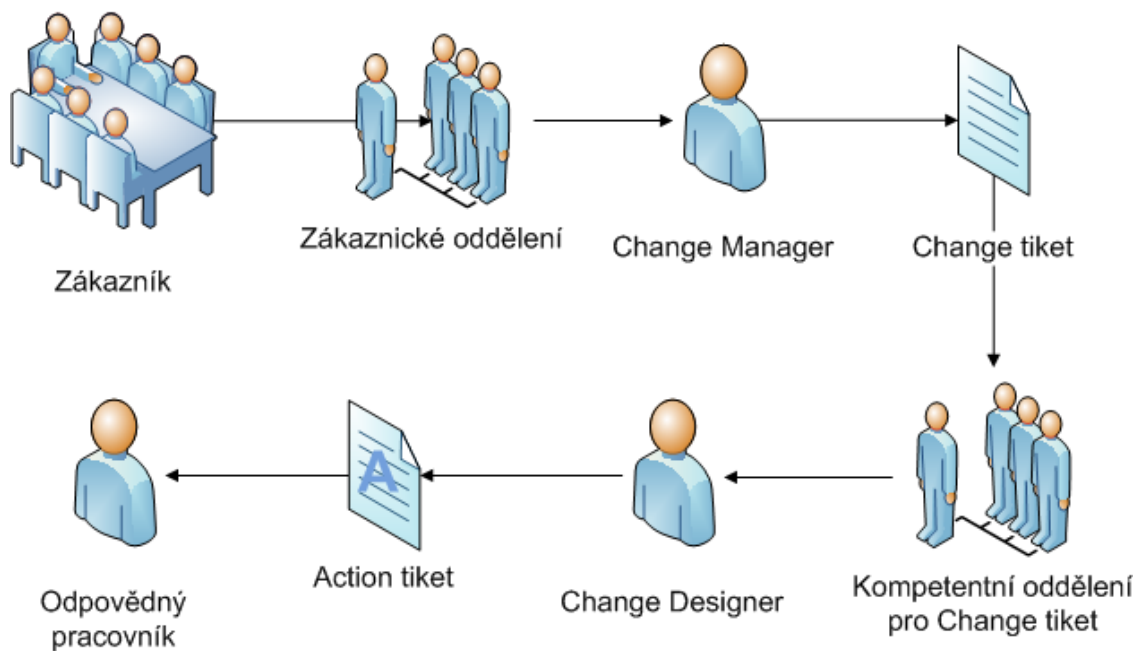 Zákazník
Zákaznické oddělení
Change Manager
Change tiket
Odpovědný
pracovník
A
Action tiket
Change Designer
Kompetentní oddělení
pro Change tiket